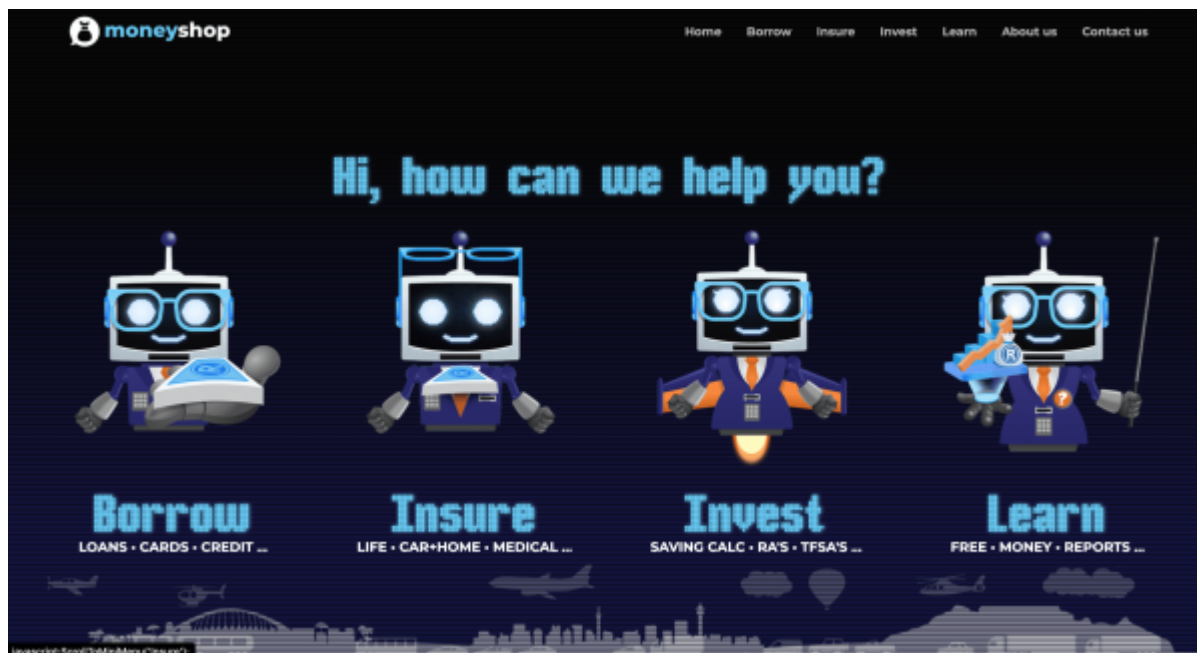 moneyshop
Home Borrow Insure Invest Learn About us Contact us
Hi, how can we help you?
R
?
Borrow Insure Invest Learn
LOANS • CARDS • CREDIT ... LIFE • CAR+HOME • MEDICAL ... SAVING CALC • RA'S • TFSA'S ... FREE • MONEY • REPORTS ...